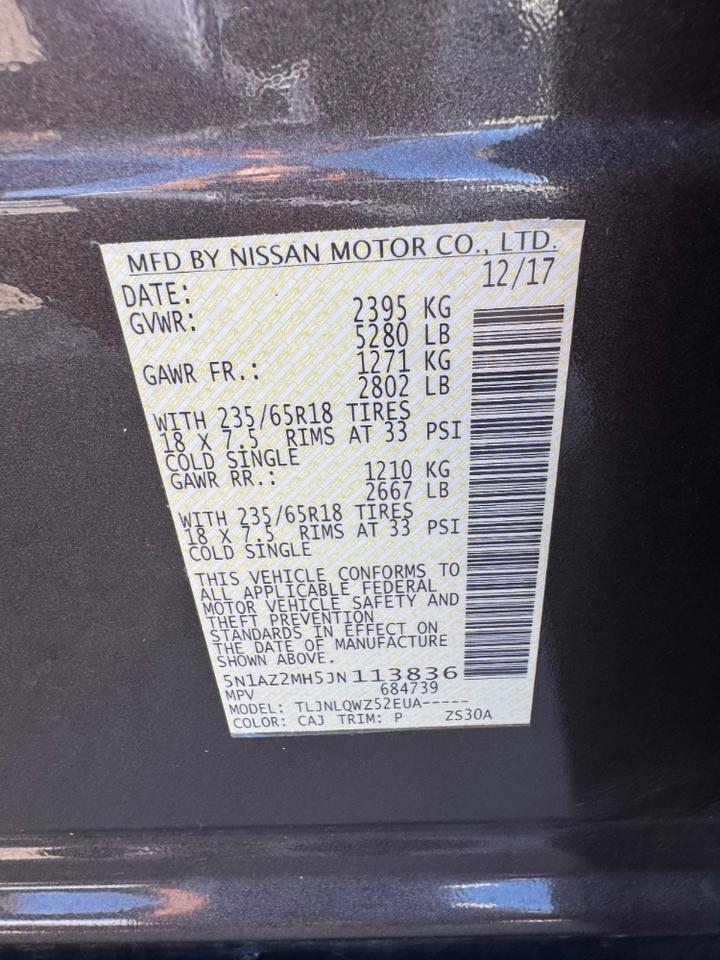 MFD BY NISSAN MOTOR CO., LTD.
DATE: 12/17
GVWR: 2395 KG
5280 LB
GAWR FR.: 1271 KG
2802 LB
WITH 235/65R18 TIRES
18 X 7.5 RIMS AT 33 PSI
COLD SINGLE
GAWR RR.: 1210 KG
2667 LB
WITH 235/65R18 TIRES
18 X 7.5 RIMS AT 33 PSI
COLD SINGLE
THIS VEHICLE CONFORMS TO
ALL APPLICABLE FEDERAL
MOTOR VEHICLE SAFETY AND
THEFT PREVENTION
STANDARDS IN EFFECT ON
THE DATE OF MANUFACTURE
SHOWN ABOVE.
5N1AZ2MH5JN113836
MPV 684739
MODEL: TLJNLQWZ52EUA-----
COLOR: CAJ TRIM: P ZS30A